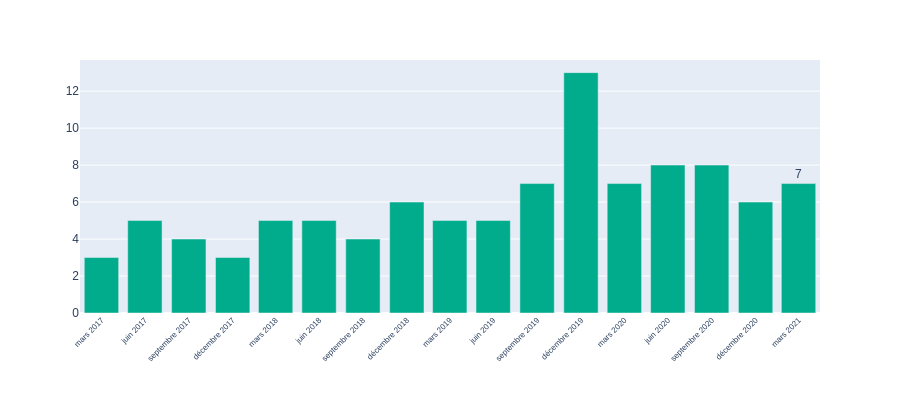 12
10
8
6
4
2
0
7
mars 2017
juin 2017
septembre 2017
décembre 2017
mars 2018
juin 2018
septembre 2018
décembre 2018
mars 2019
juin 2019
septembre 2019
décembre 2019
mars 2020
juin 2020
septembre 2020
décembre 2020
mars 2021